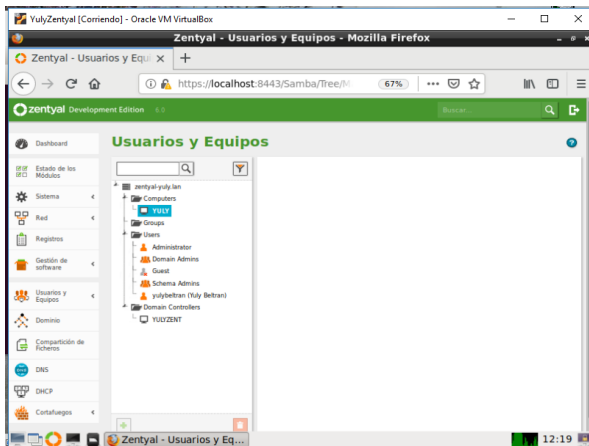 YulyZentyal [Corriendo] - Oracle VM VirtualBox
Zentyal - Usuarios y Equipos - Mozilla Firefox
Zentyal - Usuarios y Equi
https://localhost:8443/Samba/Tree/M
67%
zentyal Development Edition 6.0
Buscar...
Dashboard
Estado de los
Módulos
Sistema
Red
Registros
Gestión de
software
Usuarios y
Equipos
Dominio
Compartición de
Ficheros
DNS
DHCP
Cortafuegos
Usuarios y Equipos
zentyal-yuly.lan
Computers
YULY
Groups
Users
Administrator
Domain Admins
Guest
Schema Admins
yulybeltran (Yuly Beltran)
Domain Controllers
YULYZENT
Zentyal - Usuarios y Eq...
12:19